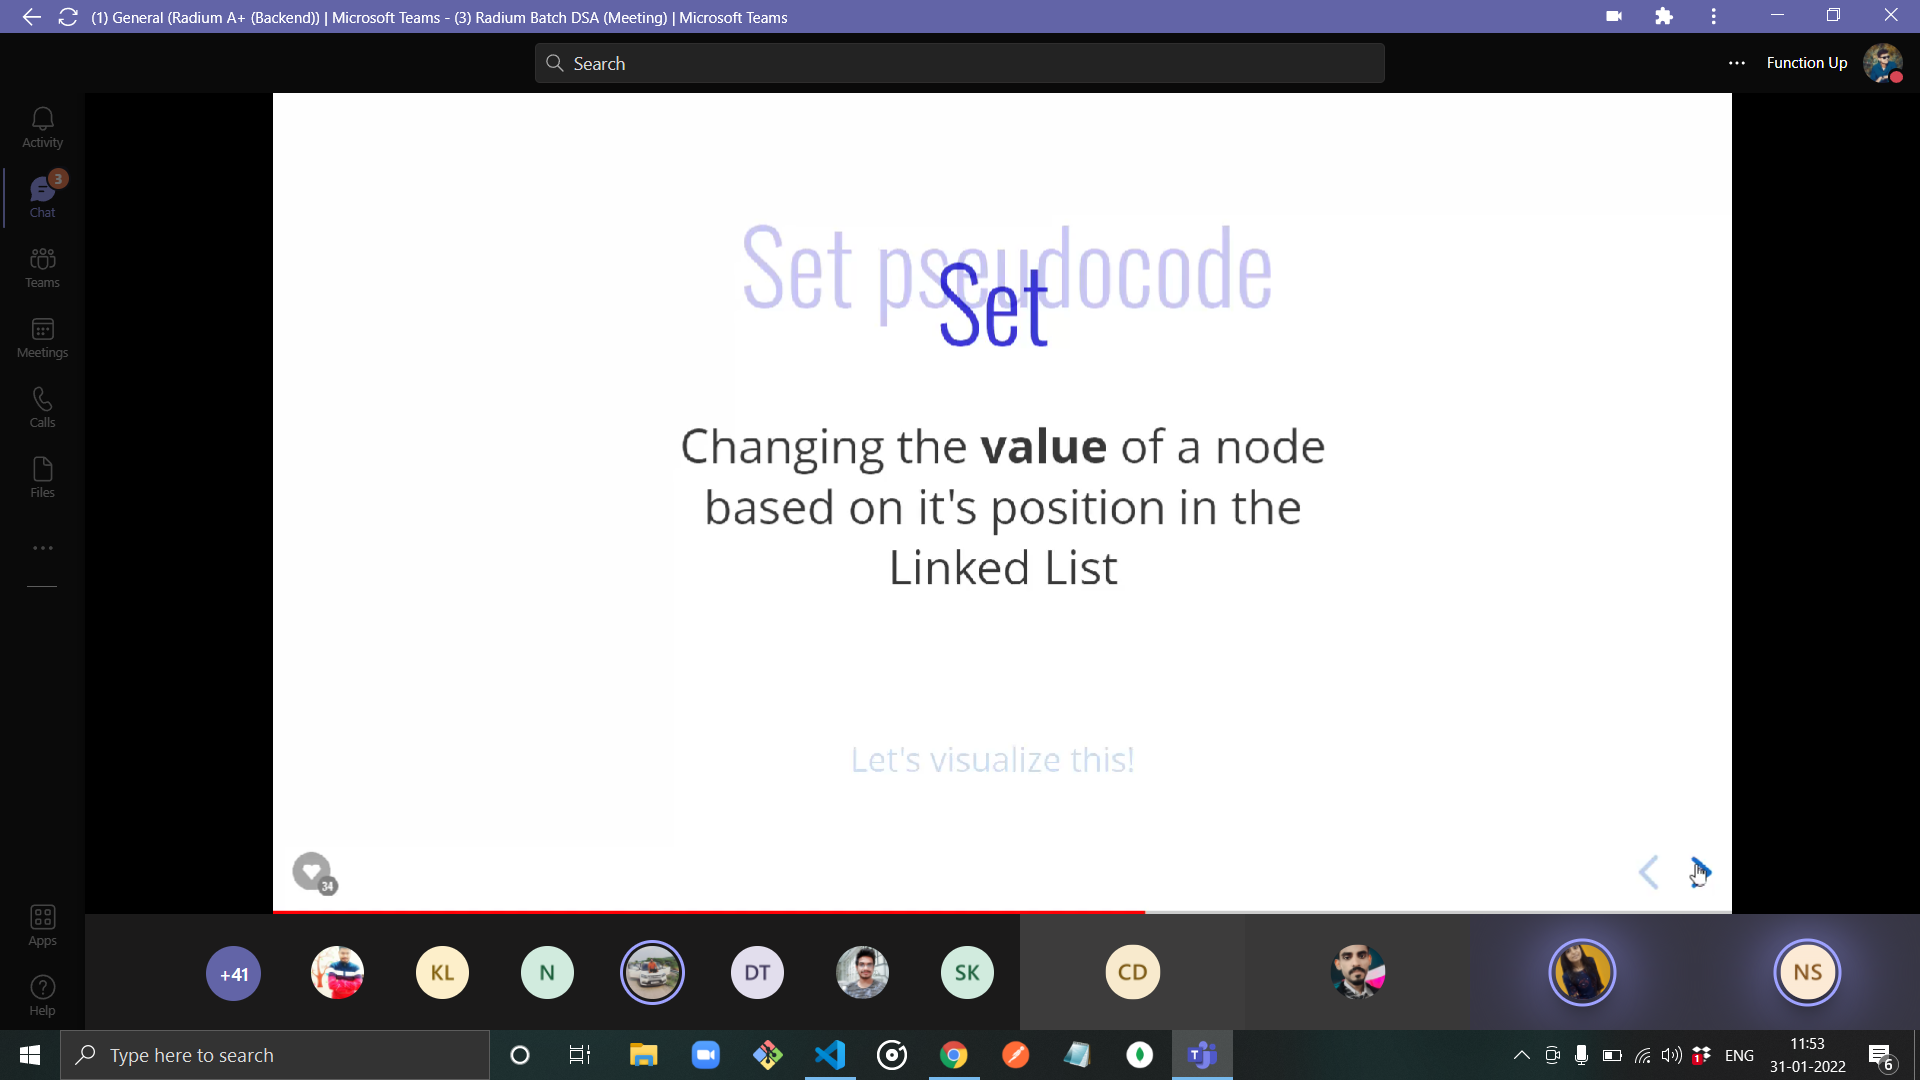 (1) General (Radium A+ (Backend)) | Microsoft Teams - (3) Radium Batch DSA (Meeting) | Microsoft Teams
Search
Function Up
Activity
3
Chat
Teams
Meetings
Calls
Files
Apps
Help
Set pseudocode
Set
Changing the value of a node
based on it's position in the
Linked List
Let's visualize this!
34
+41
KL
N
DT
SK
CD
NS
Type here to search
T
1
ENG
11:53
31-01-2022
6